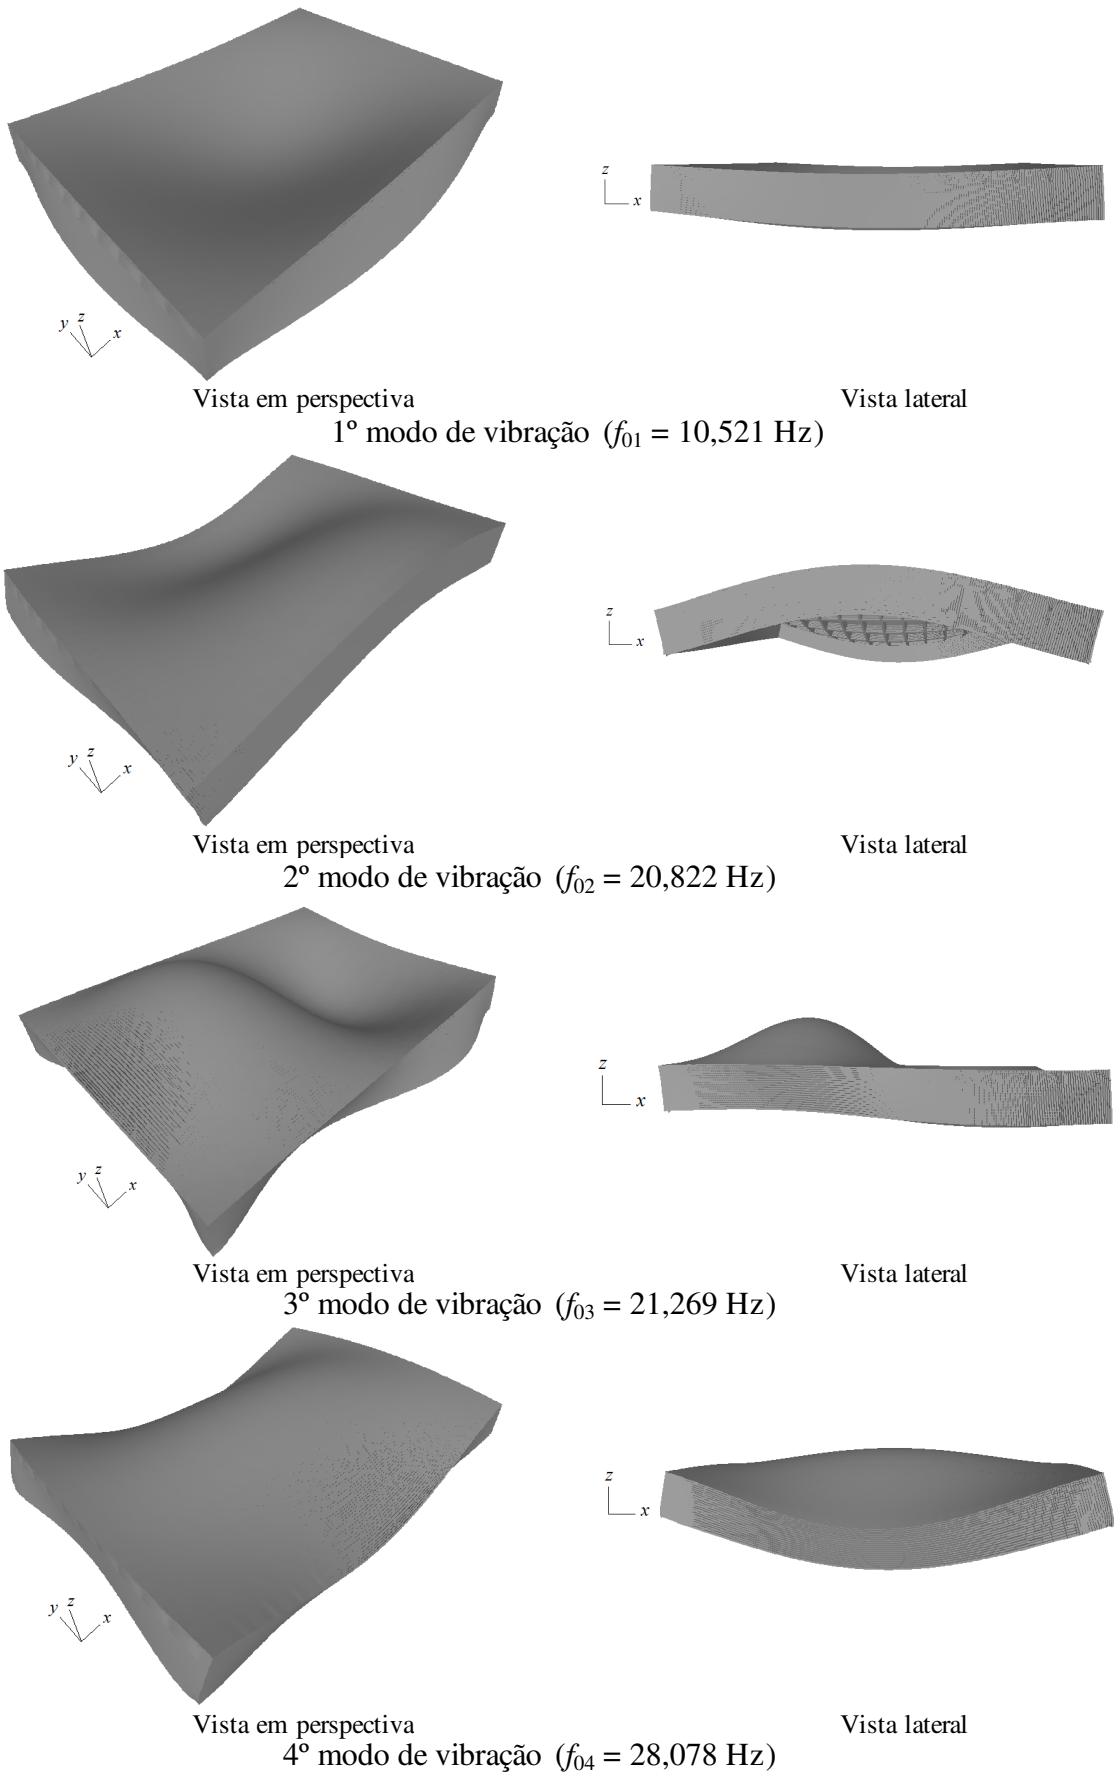 z
x
y z
x
Vista em perspectiva Vista lateral
1º modo de vibração (f01 = 10,521 Hz)
z
x
y z
x
Vista em perspectiva Vista lateral
2º modo de vibração (f02 = 20,822 Hz)
z
x
y z
x
Vista em perspectiva Vista lateral
3º modo de vibração (f03 = 21,269 Hz)
z
x
y z
x
Vista em perspectiva Vista lateral
4º modo de vibração (f04 = 28,078 Hz)